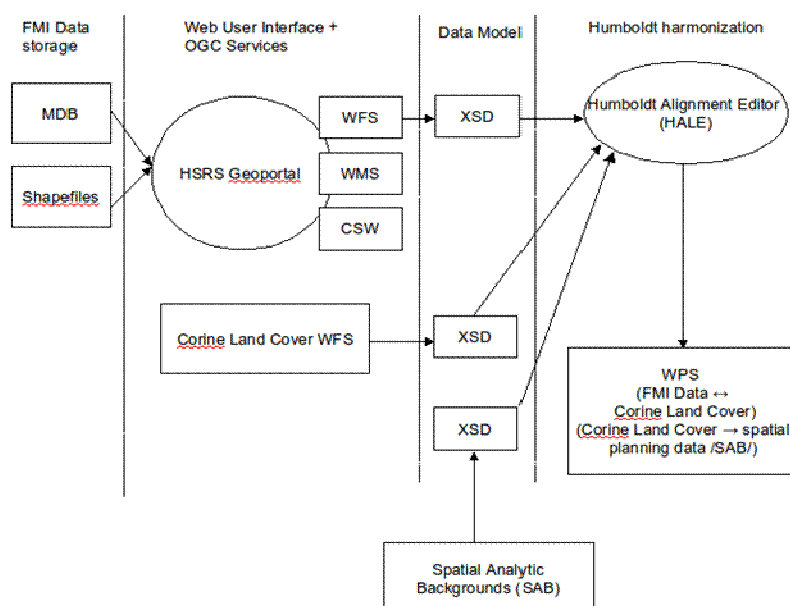 FMI Data
storage
Web User Interface +
OGC Services
Data Model
Humboldt harmonization
MDB
Shapefiles
HSRS Geoportal
WFS
WMS
CSW
XSD
Humboldt Alignment Editor
(HALE)
Corine Land Cover WFS
XSD
XSD
WPS
(FMI Data ↔
Corine Land Cover)
(Corine Land Cover → spatial
planning data /SAB/)
Spatial Analytic
Backgrounds (SAB)